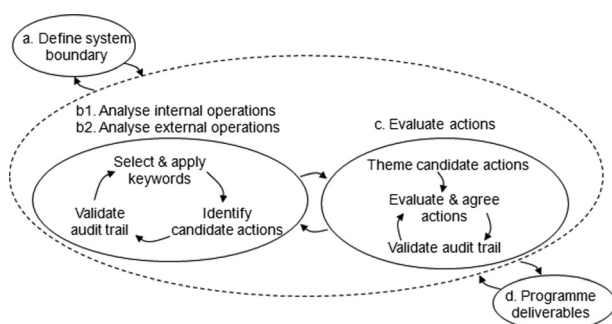 a. Define system
boundary
b1. Analyse internal operations
b2. Analyse external operations
Select & apply
keywords
Validate
audit trail
Identify
candidate actions
c. Evaluate actions
Theme candidate actions
Evaluate & agree
actions
Validate audit trail
d. Programme
deliverables